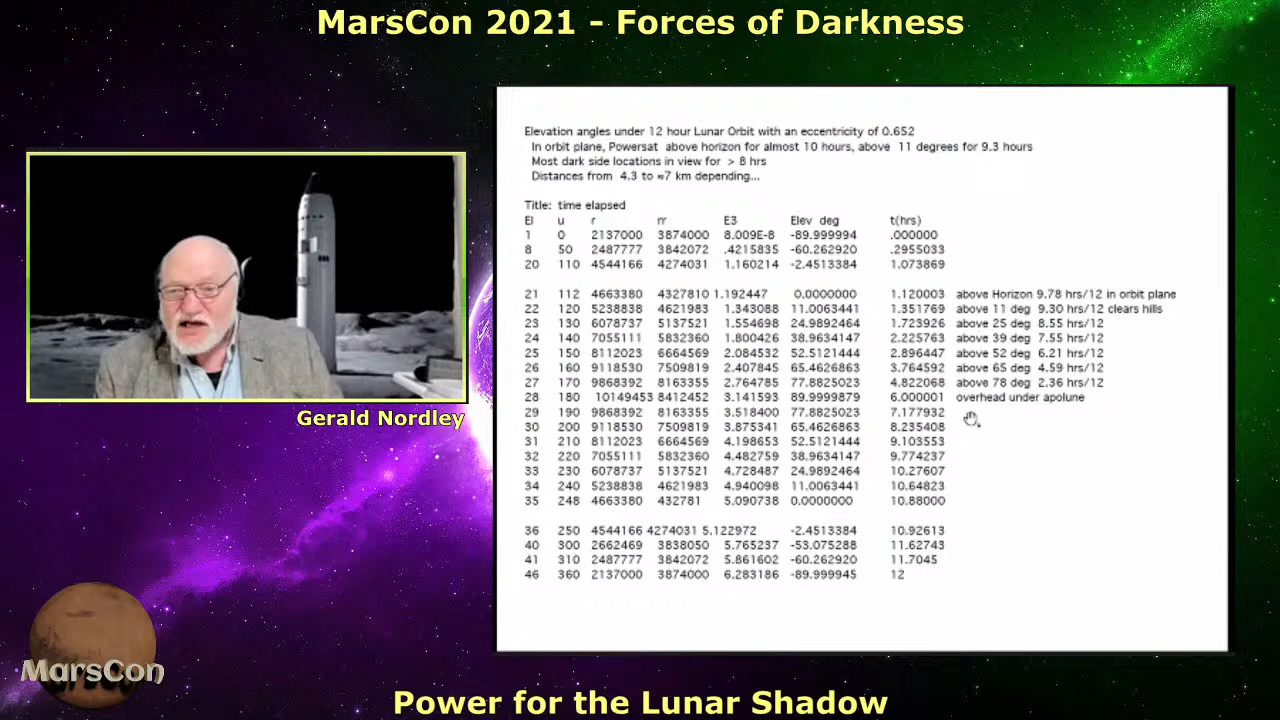 MarsCon 2021 - Forces of Darkness
Elevation angles under 12 hour Lunar Orbit with an eccentricity of 0.652
In orbit plane, Powersat above horizon for almost 10 hours, above 11 degrees for 9.3 hours
Most dark side locations in view for > 8 hrs
Distances from 4.3 to ≈7 km depending...
Title: time elapsed
El u r rr E3 Elev deg t(hrs)
1 0 2137000 3874000 8.009E-8 -89.999994 .000000
8 50 2487777 3842072 .4215835 -60.262920 .2955033
20 110 4544166 4274031 1.160214 -2.4513384 1.073869
21 112 4663380 4327810 1.192447 0.0000000 1.120003 above Horizon 9.78 hrs/12 in orbit plane
22 120 5238838 4621983 1.343088 11.0063441 1.351769 above 11 deg 9.30 hrs/12 clears hills
23 130 6078737 5137521 1.554698 24.9892464 1.723926 above 25 deg 8.55 hrs/12
24 140 7055111 5832360 1.800426 38.9634147 2.225763 above 39 deg 7.55 hrs/12
25 150 8112023 6664569 2.084532 52.5121444 2.896447 above 52 deg 6.21 hrs/12
26 160 9118530 7509819 2.407845 65.4626863 3.764592 above 65 deg 4.59 hrs/12
27 170 9868392 8163355 2.764785 77.8825023 4.822068 above 78 deg 2.36 hrs/12
28 180 10149453 8412452 3.141593 89.9999879 6.000001 overhead under apolune
29 190 9868392 8163355 3.518400 77.8825023 7.177932
30 200 9118530 7509819 3.875341 65.4626863 8.235408
31 210 8112023 6664569 4.198653 52.5121444 9.103553
32 220 7055111 5832360 4.482759 38.9634147 9.774237
33 230 6078737 5137521 4.728487 24.9892464 10.27607
34 240 5238838 4621983 4.940098 11.0063441 10.64823
35 248 4663380 432781 5.090738 0.0000000 10.88000
36 250 4544166 4274031 5.122972 -2.4513384 10.92613
40 300 2662469 3838050 5.765237 -53.075288 11.62743
41 310 2487777 3842072 5.861602 -60.262920 11.7045
46 360 2137000 3874000 6.283186 -89.999945 12
Gerald Nordley
MarsCon
Power for the Lunar Shadow